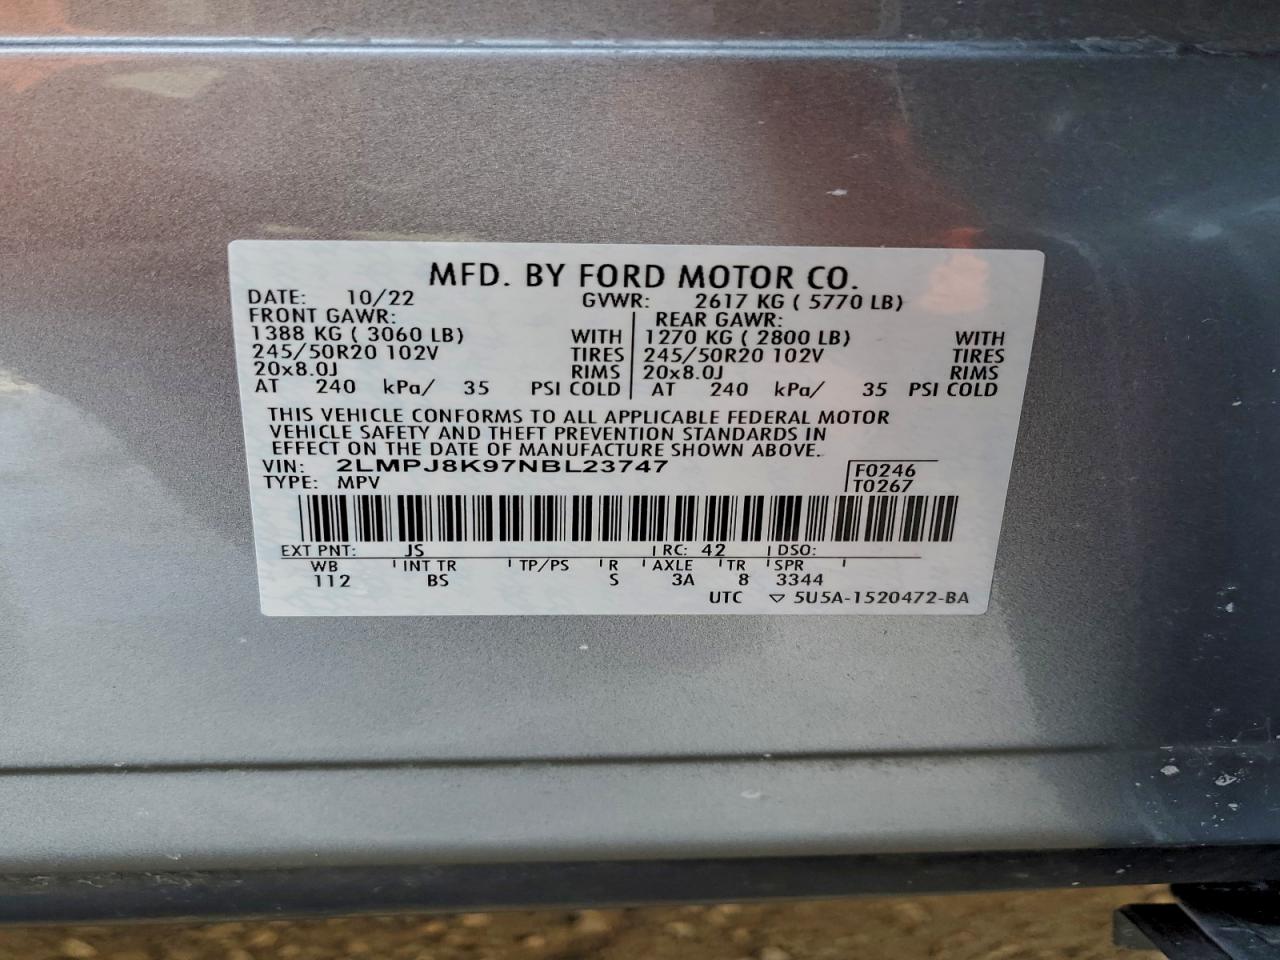 MFD. BY FORD MOTOR CO.
DATE: 10/22 GVWR: 2617 KG ( 5770 LB)
FRONT GAWR: REAR GAWR:
1388 KG ( 3060 LB) WITH 1270 KG ( 2800 LB) WITH
245/50R20 102V TIRES 245/50R20 102V TIRES
20x8.0J RIMS 20x8.0J RIMS
AT 240 kPa/ 35 PSI COLD AT 240 kPa/ 35 PSI COLD
THIS VEHICLE CONFORMS TO ALL APPLICABLE FEDERAL MOTOR
VEHICLE SAFETY AND THEFT PREVENTION STANDARDS IN
EFFECT ON THE DATE OF MANUFACTURE SHOWN ABOVE.
VIN: 2LMPJ8K97NBL23747 F0246
TYPE: MPV T0267
EXT PNT: JS RC: 42 DSO:
WB INT TR TP/PS R AXLE TR SPR
112 BS S 3A 8 3344
UTC ▽ 5U5A-1520472-BA